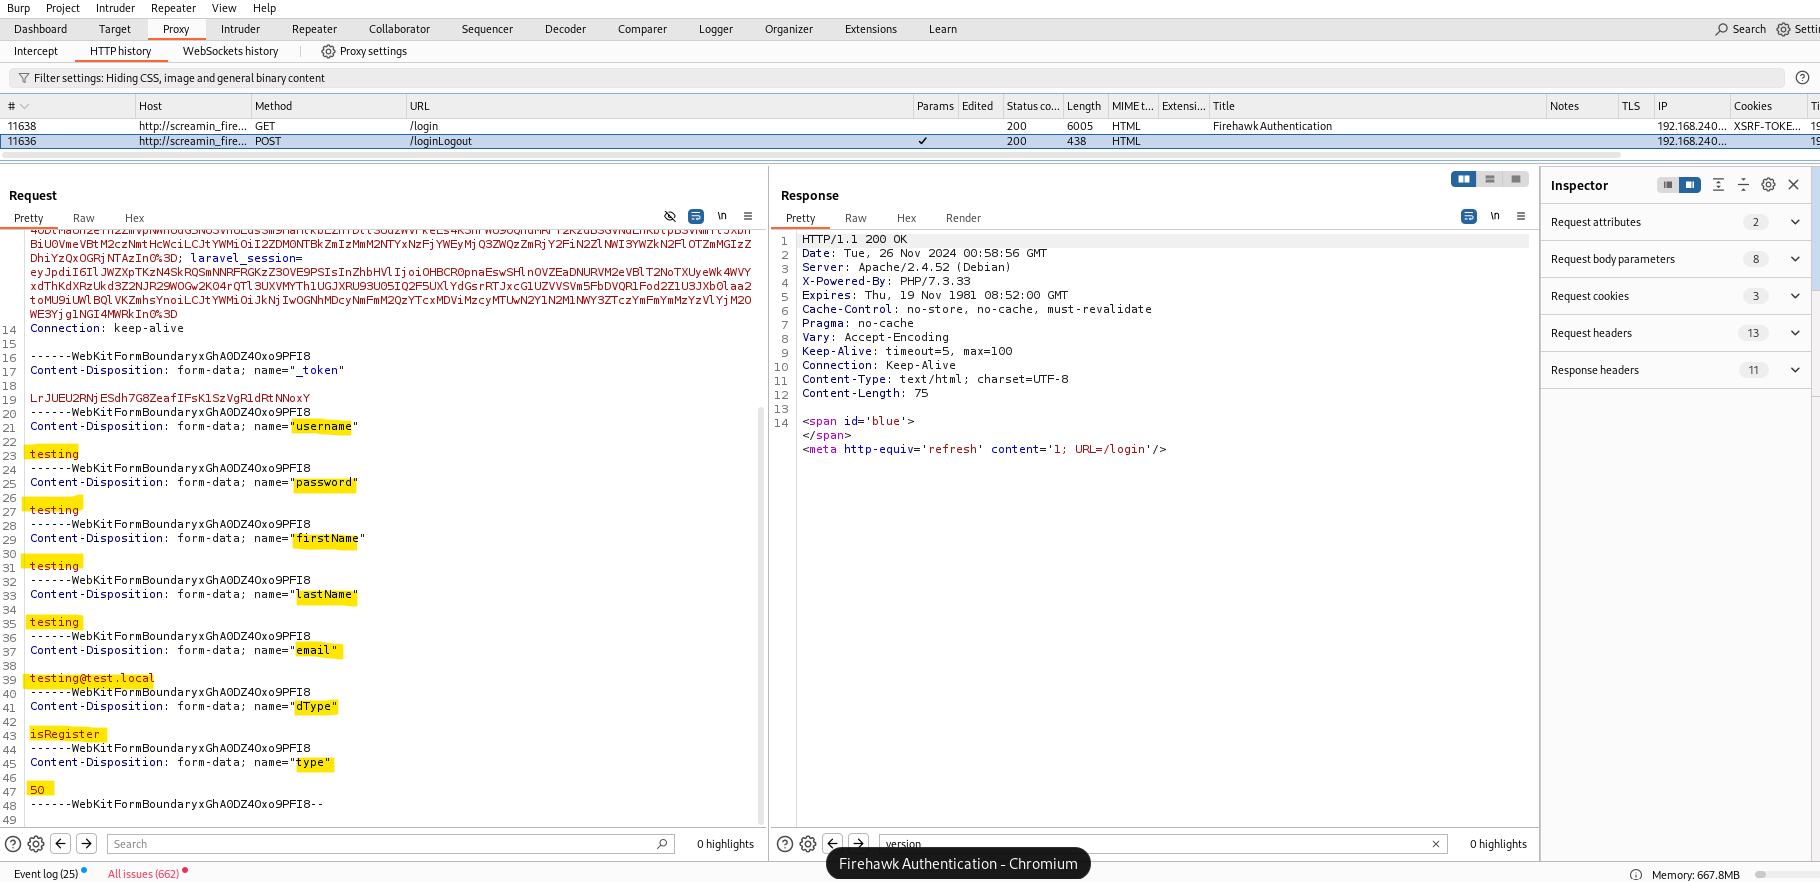 Burp Project Intruder Repeater View Help
Dashboard Target Proxy Intruder Repeater Collaborator Sequencer Decoder Comparer Logger Organizer Extensions Learn Search Setti
Intercept HTTP history WebSockets history Proxy settings
Filter settings: Hiding CSS, image and general binary content
# Host Method URL Params Edited Status co... Length MIME t... Extensi... Title Notes TLS IP Cookies Ti
11638 http://screamin_fire... GET /login 200 6005 HTML Firehawk Authentication 192.168.240... XSRF-TOKE... 19
11636 http://screamin_fire... POST /loginLogout ✓ 200 438 HTML 192.168.240... 19
Request
Pretty Raw Hex \n
14 Connection: keep-alive
15
16 ------WebKitFormBoundaryxGhA0DZ4Oxo9PFI8
17 Content-Disposition: form-data; name="_token"
18
19 LrJUEU2RNjESdh7G8ZeafIFsKlSzVgRldRtNNoxY
20 ------WebKitFormBoundaryxGhA0DZ4Oxo9PFI8
21 Content-Disposition: form-data; name="username"
22
23 testing
24 ------WebKitFormBoundaryxGhA0DZ4Oxo9PFI8
25 Content-Disposition: form-data; name="password"
26
27 testing
28 ------WebKitFormBoundaryxGhA0DZ4Oxo9PFI8
29 Content-Disposition: form-data; name="firstName"
30
31 testing
32 ------WebKitFormBoundaryxGhA0DZ4Oxo9PFI8
33 Content-Disposition: form-data; name="lastName"
34
35 testing
36 ------WebKitFormBoundaryxGhA0DZ4Oxo9PFI8
37 Content-Disposition: form-data; name="email"
38
39 testing@test.local
40 ------WebKitFormBoundaryxGhA0DZ4Oxo9PFI8
41 Content-Disposition: form-data; name="dType"
42
43 isRegister
44 ------WebKitFormBoundaryxGhA0DZ4Oxo9PFI8
45 Content-Disposition: form-data; name="type"
46
47 50
48 ------WebKitFormBoundaryxGhA0DZ4Oxo9PFI8--
49
Search 0 highlights
Response
Pretty Raw Hex Render \n
1 HTTP/1.1 200 OK
2 Date: Tue, 26 Nov 2024 00:58:56 GMT
3 Server: Apache/2.4.52 (Debian)
4 X-Powered-By: PHP/7.3.33
5 Expires: Thu, 19 Nov 1981 08:52:00 GMT
6 Cache-Control: no-store, no-cache, must-revalidate
7 Pragma: no-cache
8 Vary: Accept-Encoding
9 Keep-Alive: timeout=5, max=100
10 Connection: Keep-Alive
11 Content-Type: text/html; charset=UTF-8
12 Content-Length: 75
13
14 <span id='blue'>
</span>
<meta http-equiv='refresh' content='1; URL=/login'/>
version 0 highlights
Inspector
Request attributes 2
Request body parameters 8
Request cookies 3
Request headers 13
Response headers 11
Firehawk Authentication - Chromium
Event log (25) All issues (662) Memory: 667.8MB